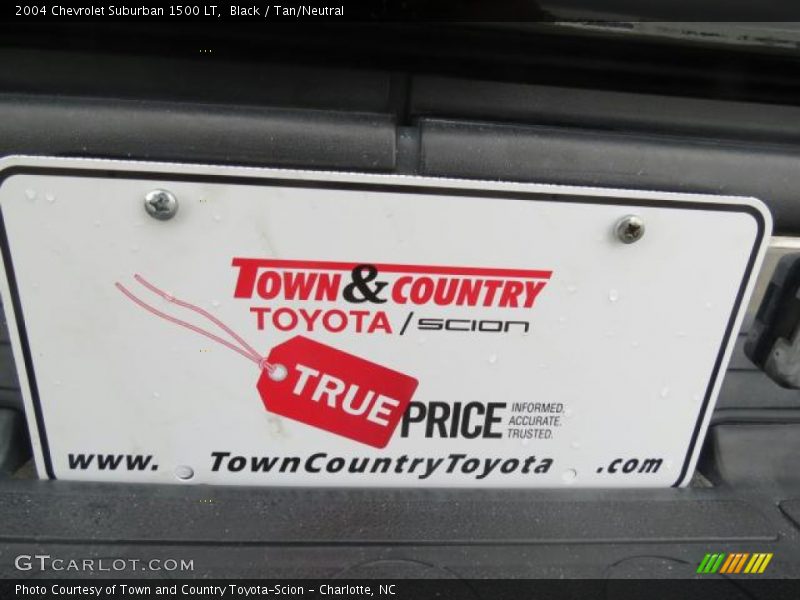 2004 Chevrolet Suburban 1500 LT, Black / Tan/Neutral
TOWN & COUNTRY
TOYOTA / SCION
TRUE PRICE
INFORMED.
ACCURATE.
TRUSTED.
www. TownCountryToyota .com
GTCARLOT.COM
Photo Courtesy of Town and Country Toyota-Scion - Charlotte, NC